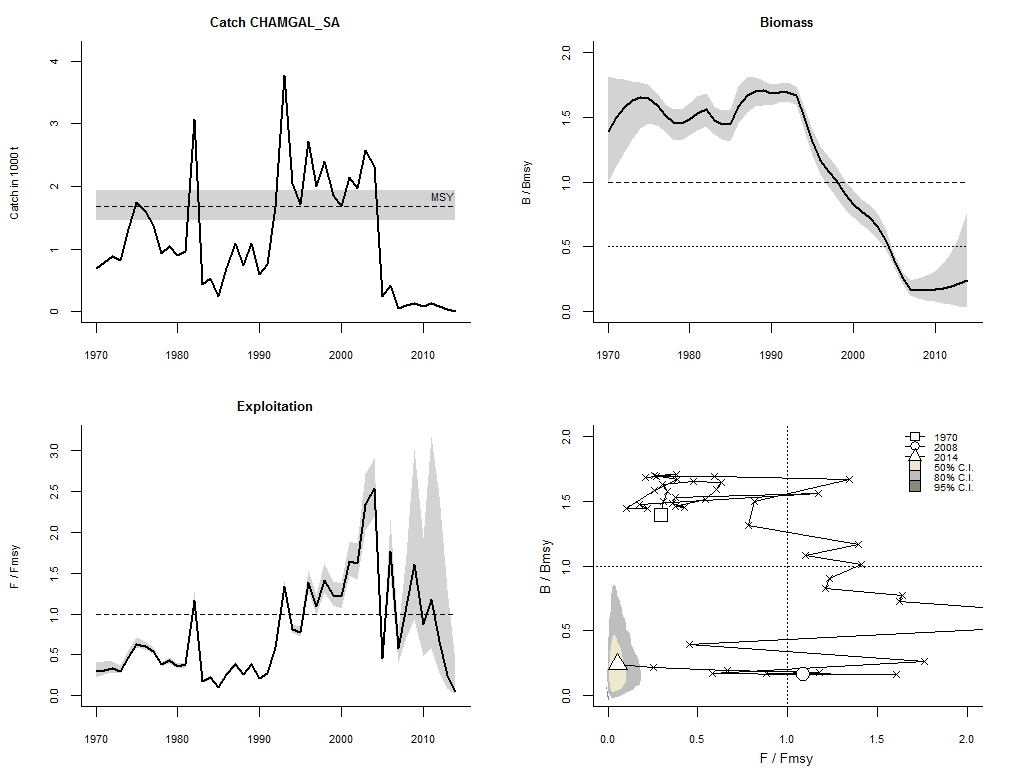 Catch CHAMGAL_SA
Catch in 1000 t
4
3
2
1
0
MSY
1970 1980 1990 2000 2010
Biomass
B / Bmsy
2.0
1.5
1.0
0.5
0.0
1970 1980 1990 2000 2010
Exploitation
F / Fmsy
3.0
2.5
2.0
1.5
1.0
0.5
0.0
1970 1980 1990 2000 2010
B / Bmsy
2.0
1.5
1.0
0.5
0.0
1970
2008
2014
50% C.I.
80% C.I.
95% C.I.
0.0 0.5 1.0 1.5 2.0
F / Fmsy